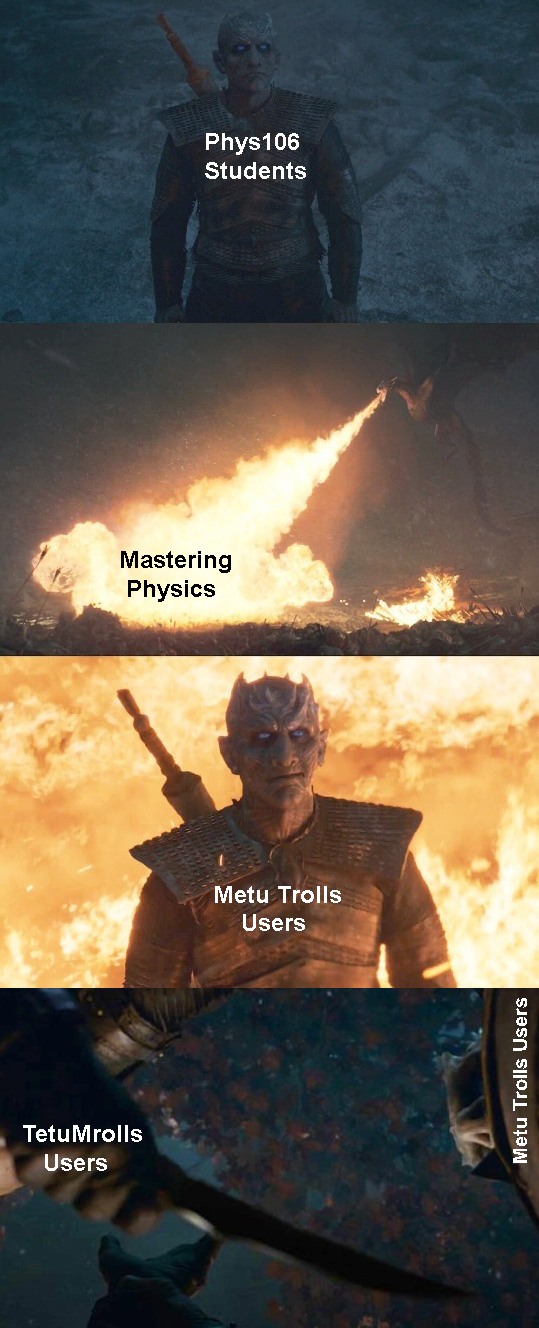 Phys106
Students
Mastering
Physics
Metu Trolls
Users
Metu Trolls Users
TetuMrolls
Users